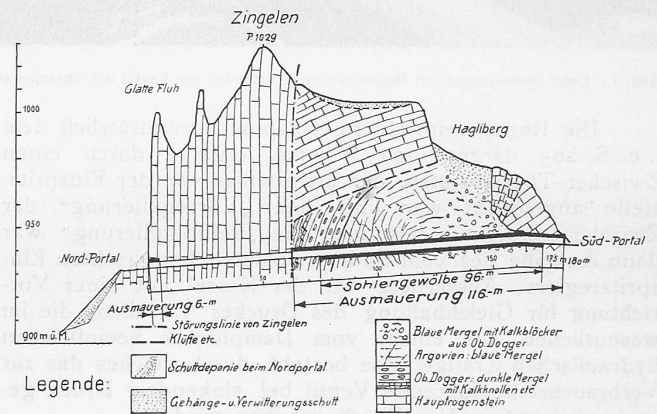 Zingelen
P. 1029
Glatte Fluh
1000
Haglberg
950
Nord-Portal
Süd-Portal
50
100
150
175 m 180 m
Sohlengewölbe 96.-m
Ausmauerung 6.-m
Ausmauerung 116.-m
900 m ü.M.
Störungslinie von Zingelen
Klüfte etc.
Blaue Mergel mit Kalkblöcker
aus Ob. Dogger
Argovien: blaue Mergel
Schuttdeponie beim Nordportal
Ob. Dogger: dunkle Mergel
mit Kalkknollen etc
Legende:
Gehänge- u. Verwitterungsschutt
Hauptrogenstein